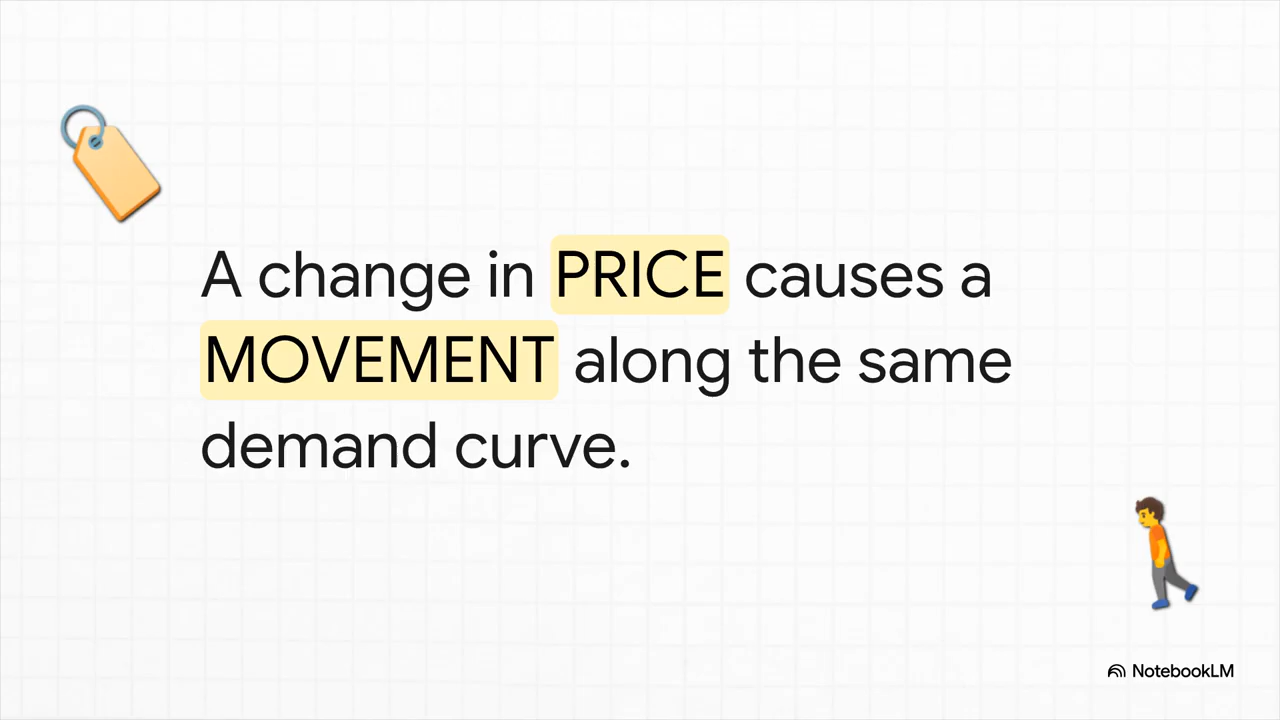 A change in PRICE causes a
MOVEMENT along the same
demand curve.
NotebookLM